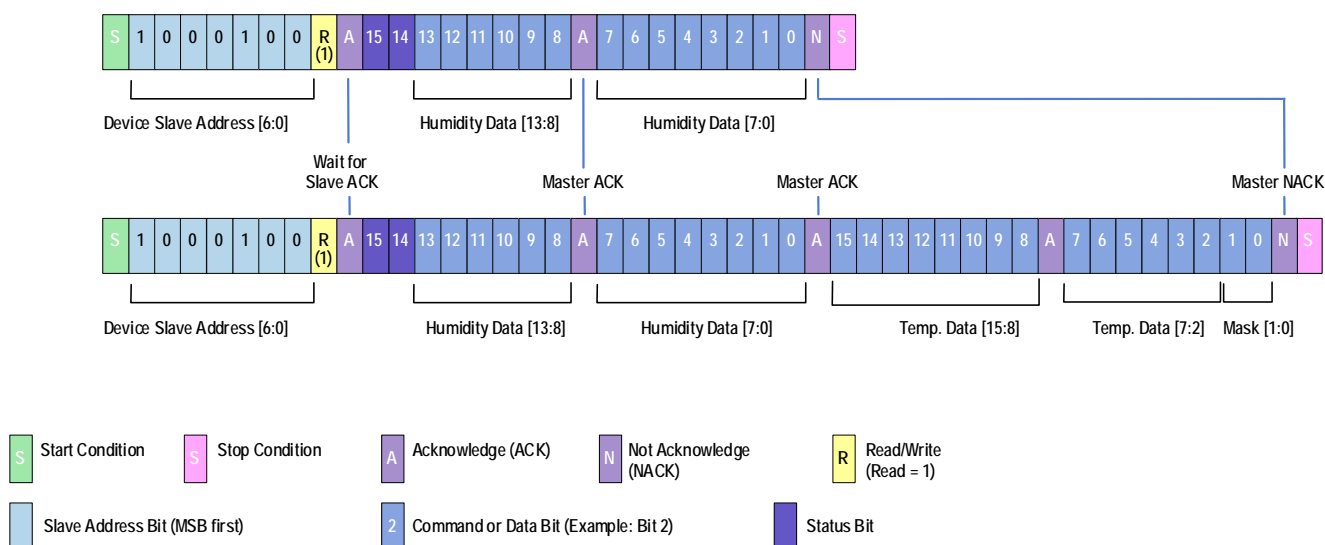 S 1 0 0 0 1 0 0 R (1) A 15 14 13 12 11 10 9 8 A 7 6 5 4 3 2 1 0 N S
Device Slave Address [6:0] Humidity Data [13:8] Humidity Data [7:0]
Wait for
Slave ACK Master ACK Master ACK Master NACK
S 1 0 0 0 1 0 0 R (1) A 15 14 13 12 11 10 9 8 A 7 6 5 4 3 2 1 0 A 15 14 13 12 11 10 9 8 A 7 6 5 4 3 2 1 0 N S
Device Slave Address [6:0] Humidity Data [13:8] Humidity Data [7:0] Temp. Data [15:8] Temp. Data [7:2] Mask [1:0]
S Start Condition S Stop Condition A Acknowledge (ACK) N Not Acknowledge (NACK) R Read/Write (Read = 1)
Slave Address Bit (MSB first) 2 Command or Data Bit (Example: Bit 2) Status Bit